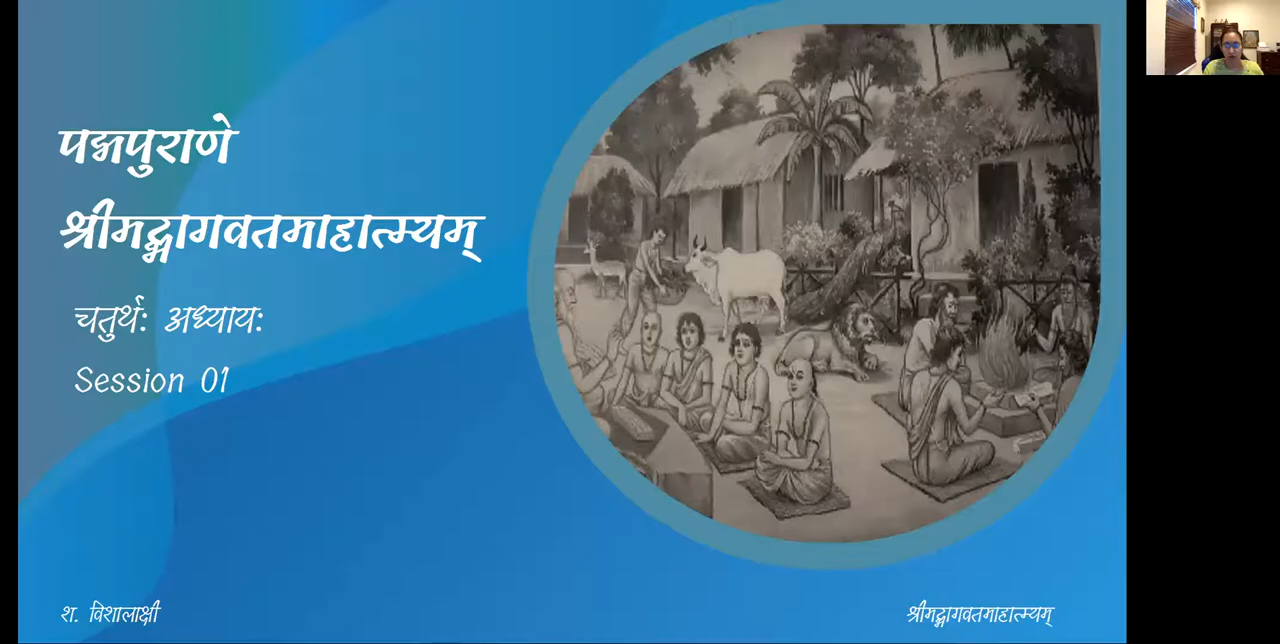 पद्मपुराणे
श्रीमद्भागवतमाहात्म्यम्
चतुर्थः अध्यायः
Session 01
श. विशालाक्षी
श्रीमद्भागवतमाहात्म्यम्